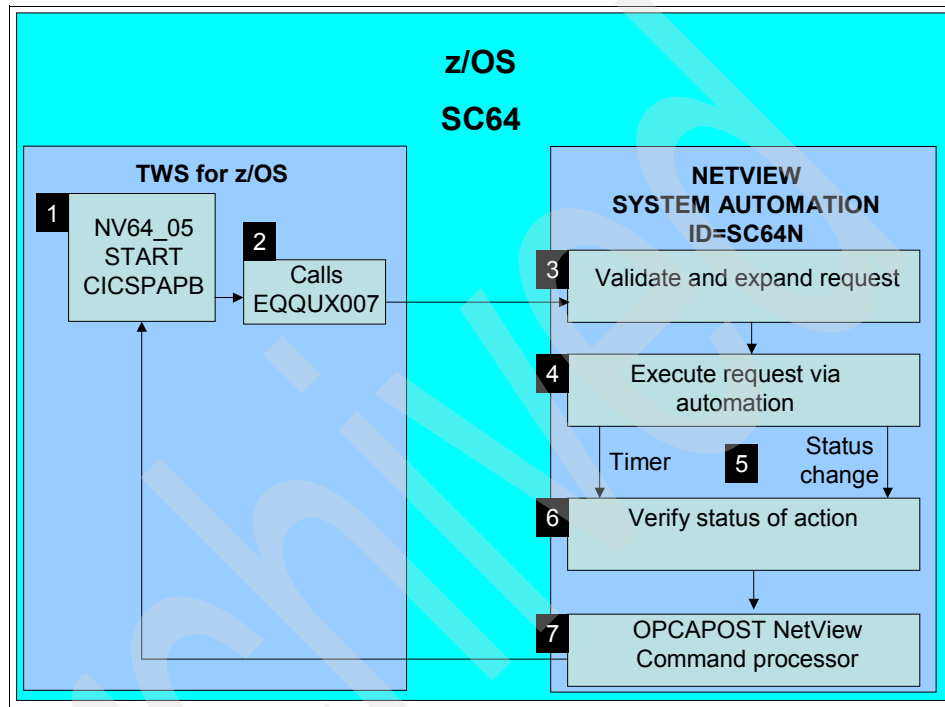 z/OS
SC64
TWS for z/OS
1
NV64_05
START
CICSPAPB
2
Calls
EQQUX007
NETVIEW
SYSTEM AUTOMATION
ID=SC64N
3
Validate and expand request
4
Execute request via
automation
Timer
5
Status
change
6
Verify status of action
7
OPCAPOST NetView
Command processor